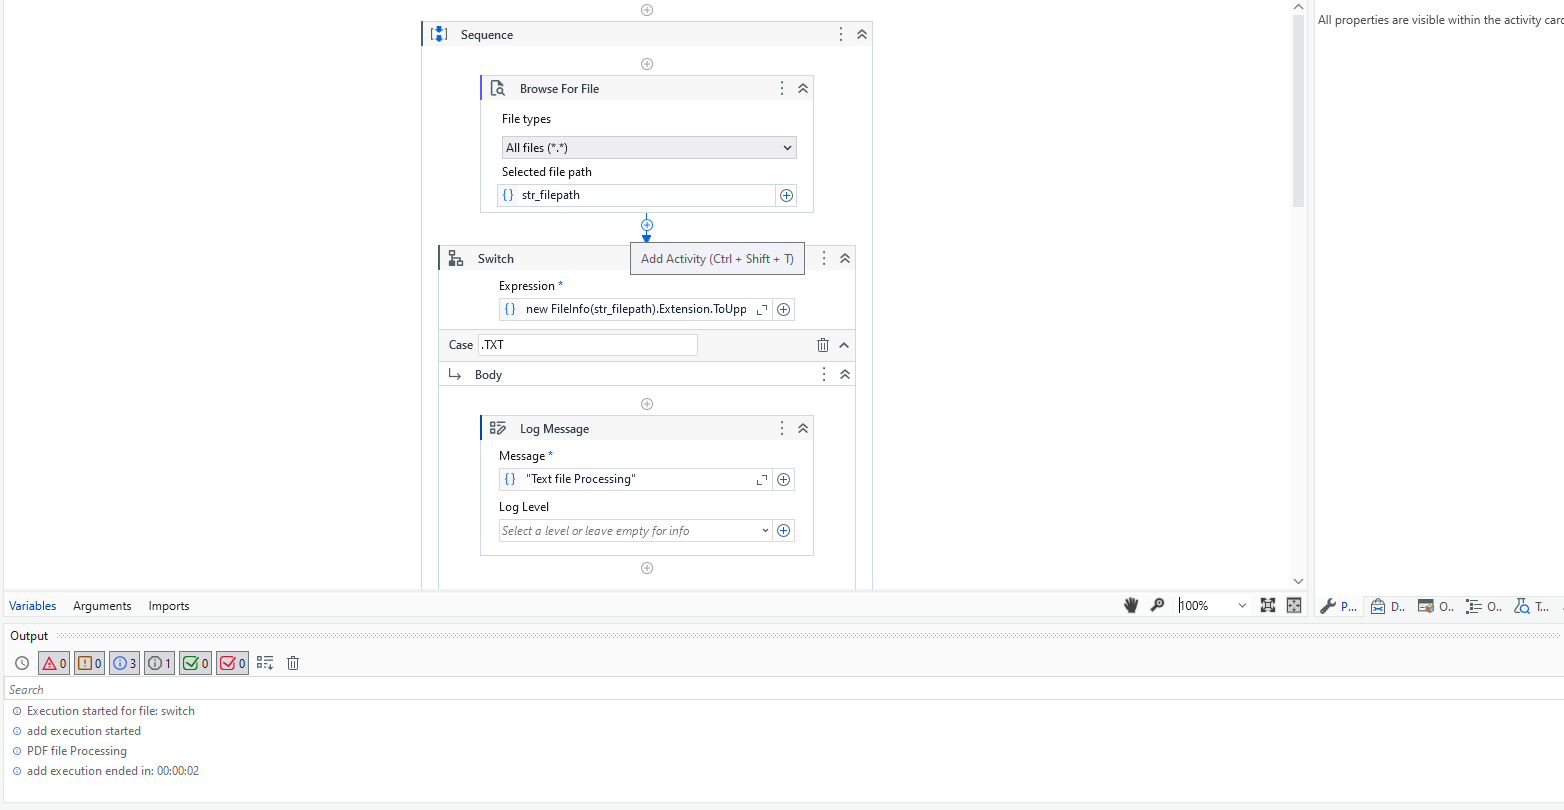 Sequence
All properties are visible within the activity card
Browse For File
File types
All files (*.*)
Selected file path
{} str_filepath
Add Activity (Ctrl + Shift + T)
Switch
Expression *
{} new FileInfo(str_filepath).Extension.ToUpp
Case .TXT
Body
Log Message
Message *
{} "Text file Processing"
Log Level
Select a level or leave empty for info
Variables Arguments Imports 100% P... D.. O.. O.. T...
Output
0 0 3 1 0 0
Search
Execution started for file: switch
add execution started
PDF file Processing
add execution ended in: 00:00:02